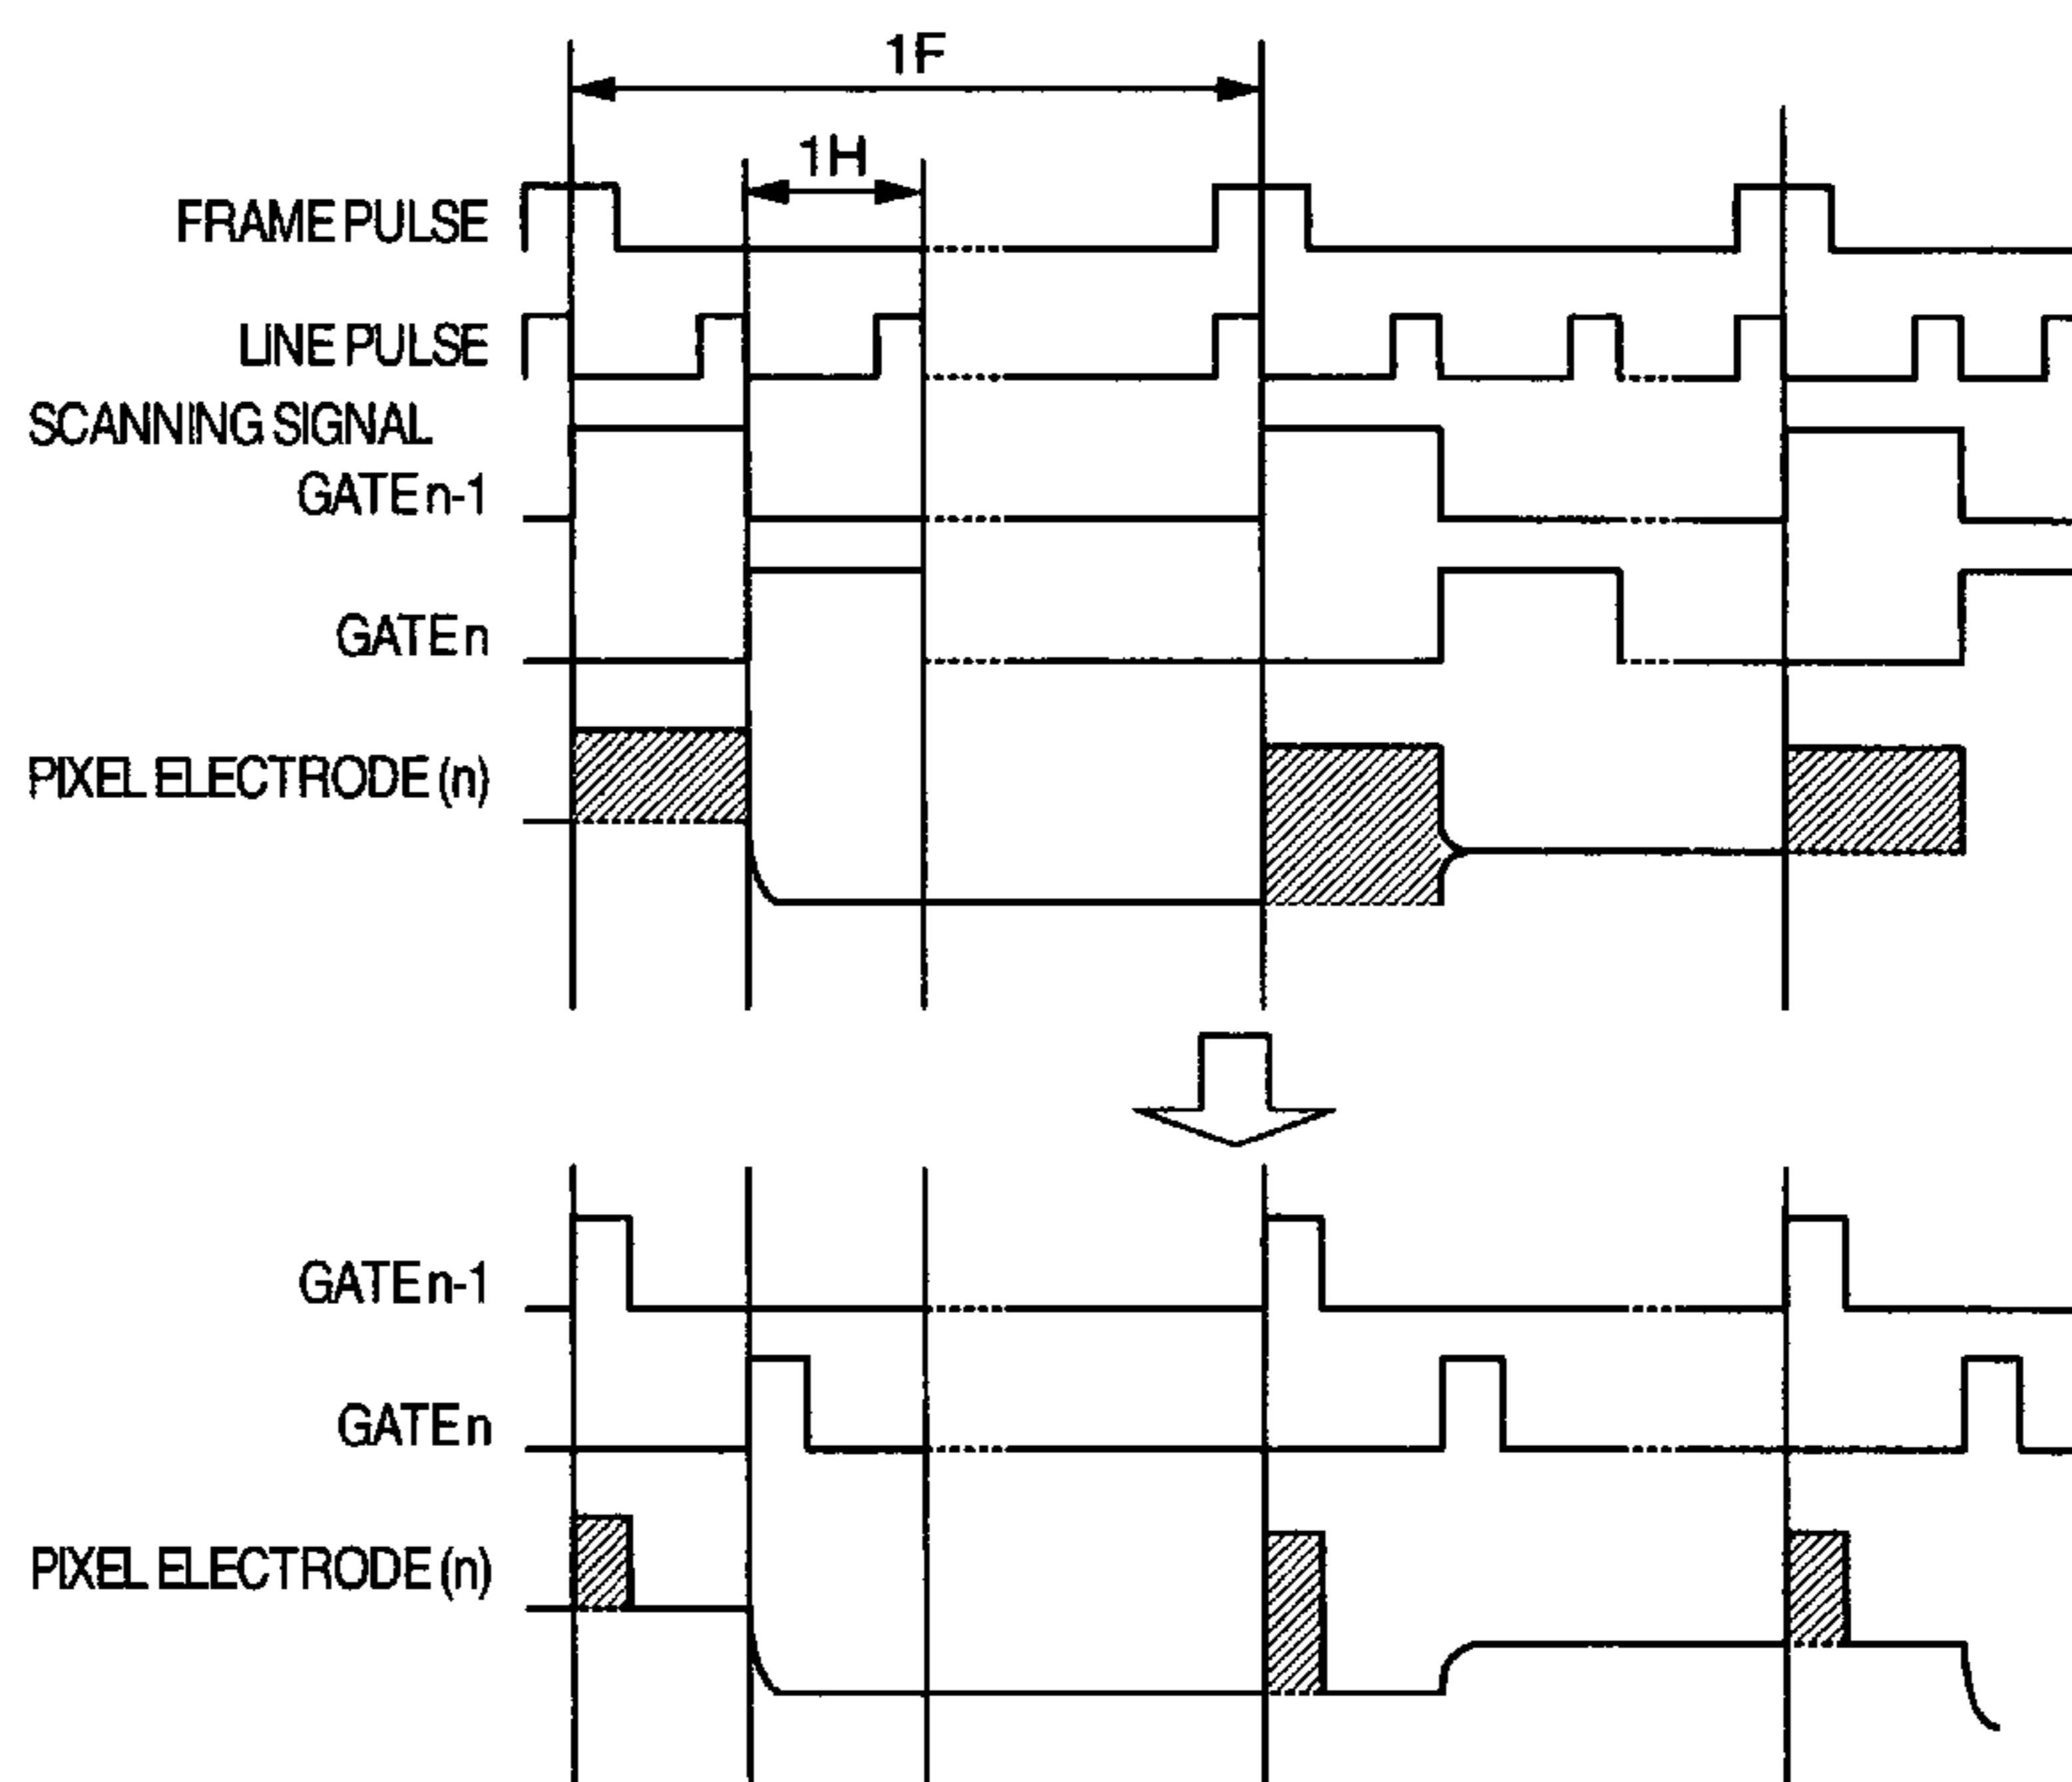 1F
1H
FRAME PULSE
LINE PULSE
SCANNING SIGNAL
GATE n-1
GATE n
PIXEL ELECTRODE (n)
GATE n-1
GATE n
PIXEL ELECTRODE (n)